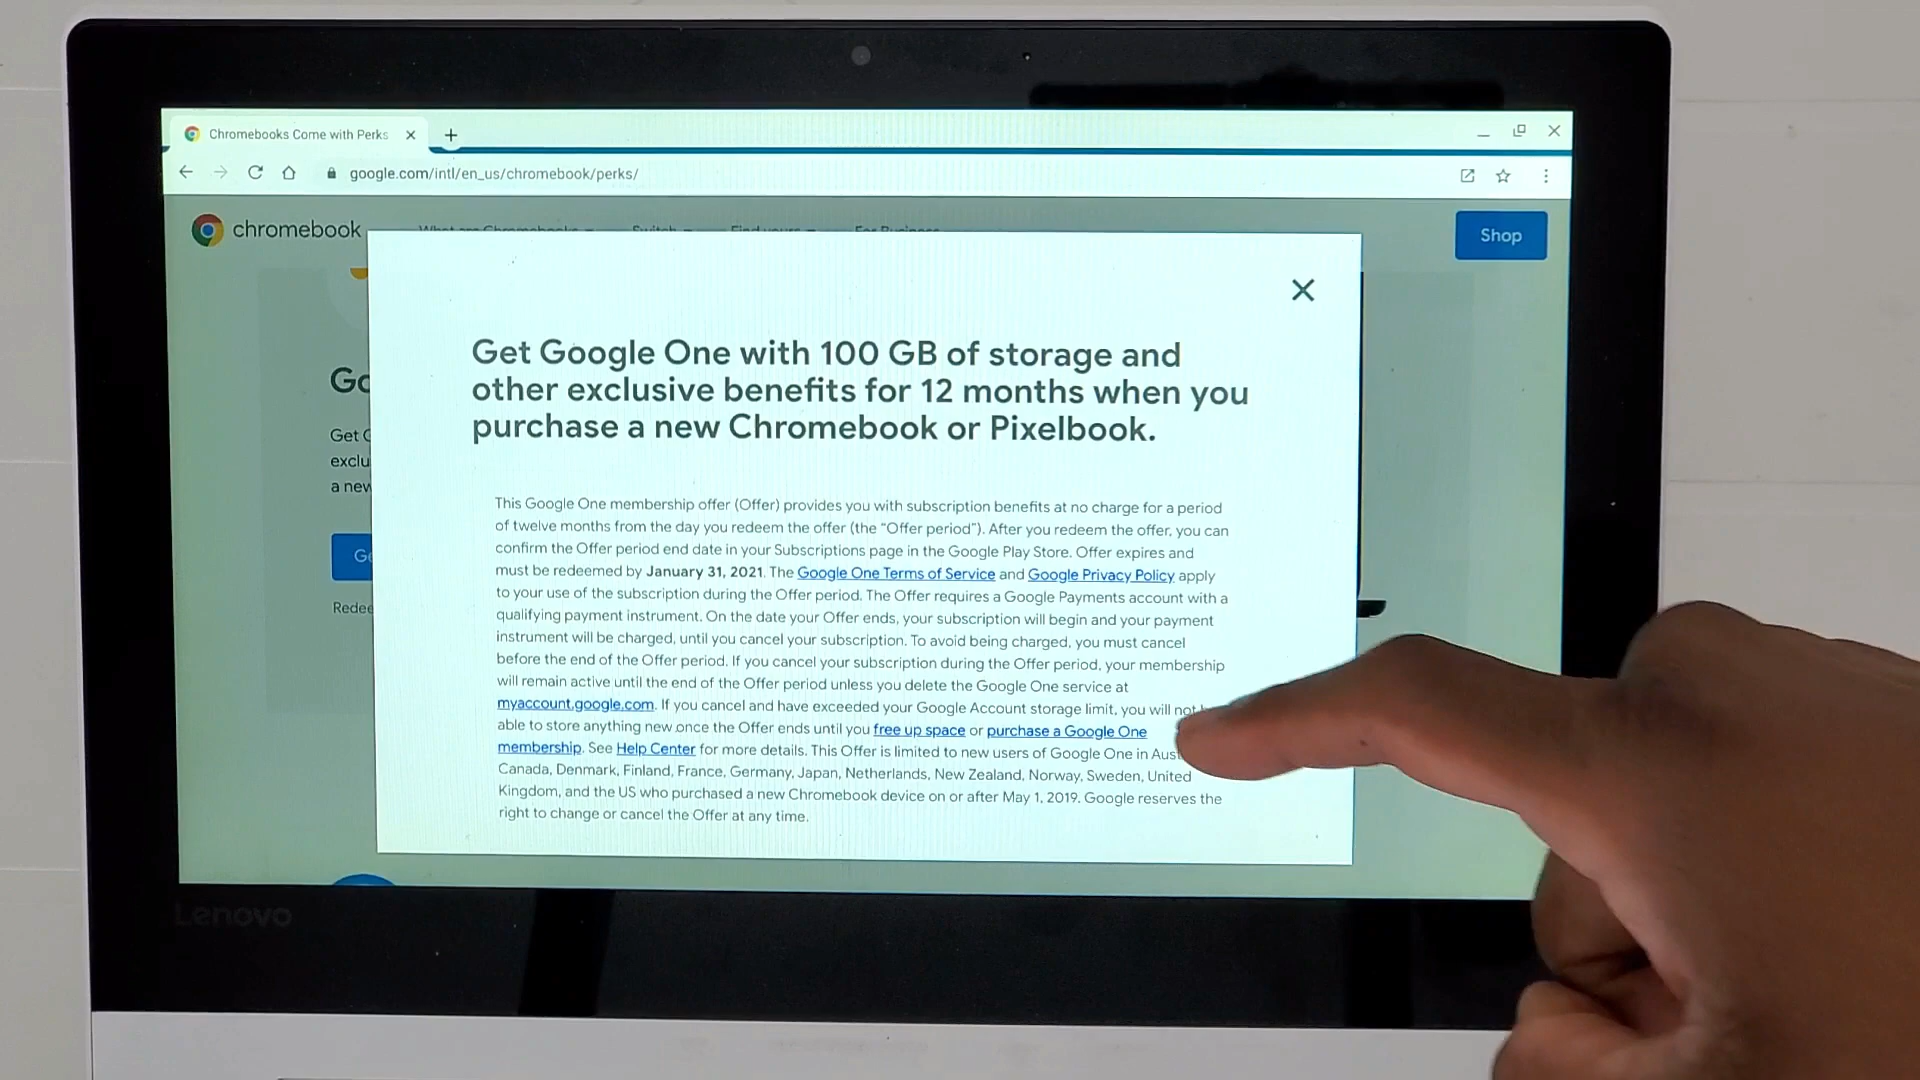 Chromebooks Come with Perks
google.com/intl/en_us/chromebook/perks/
chromebook
Shop
Get Google One with 100 GB of storage and
other exclusive benefits for 12 months when you
purchase a new Chromebook or Pixelbook.
Go
Get G
exclu
a new
Ge
Redee
This Google One membership offer (Offer) provides you with subscription benefits at no charge for a period
of twelve months from the day you redeem the offer (the “Offer period”). After you redeem the offer, you can
confirm the Offer period end date in your Subscriptions page in the Google Play Store. Offer expires and
must be redeemed by January 31, 2021. The Google One Terms of Service and Google Privacy Policy apply
to your use of the subscription during the Offer period. The Offer requires a Google Payments account with a
qualifying payment instrument. On the date your Offer ends, your subscription will begin and your payment
instrument will be charged, until you cancel your subscription. To avoid being charged, you must cancel
before the end of the Offer period. If you cancel your subscription during the Offer period, your membership
will remain active until the end of the Offer period unless you delete the Google One service at
myaccount.google.com. If you cancel and have exceeded your Google Account storage limit, you will not
able to store anything new once the Offer ends until you free up space or purchase a Google One
membership. See Help Center for more details. This Offer is limited to new users of Google One in Aus
Canada, Denmark, Finland, France, Germany, Japan, Netherlands, New Zealand, Norway, Sweden, United
Kingdom, and the US who purchased a new Chromebook device on or after May 1, 2019. Google reserves the
right to change or cancel the Offer at any time.
Lenovo